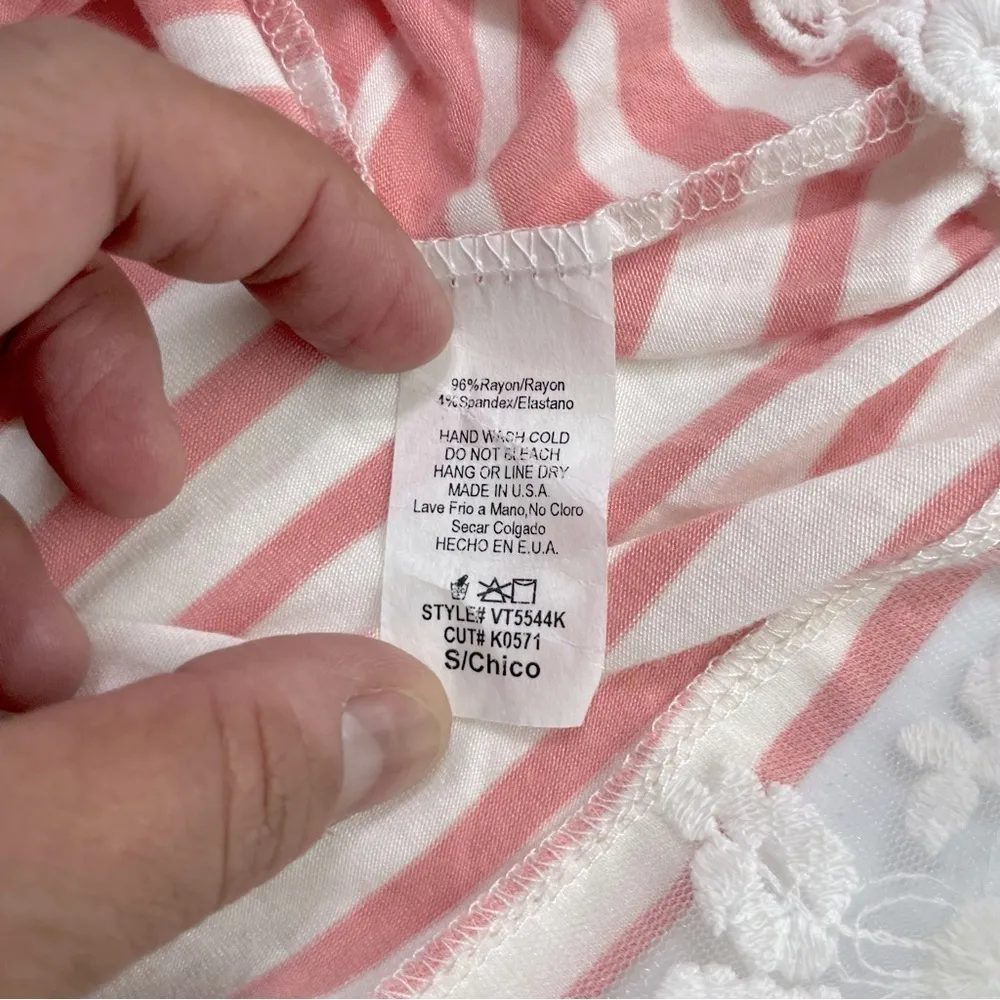 96%Rayon/Rayon
4%Spandex/Elastano
HAND WASH COLD
DO NOT BLEACH
HANG OR LINE DRY
MADE IN U.S.A.
Lave Frio a Mano,No Cloro
Secar Colgado
HECHO EN E.U.A.
STYLE# VT5544K
CUT# K0571
S/Chico